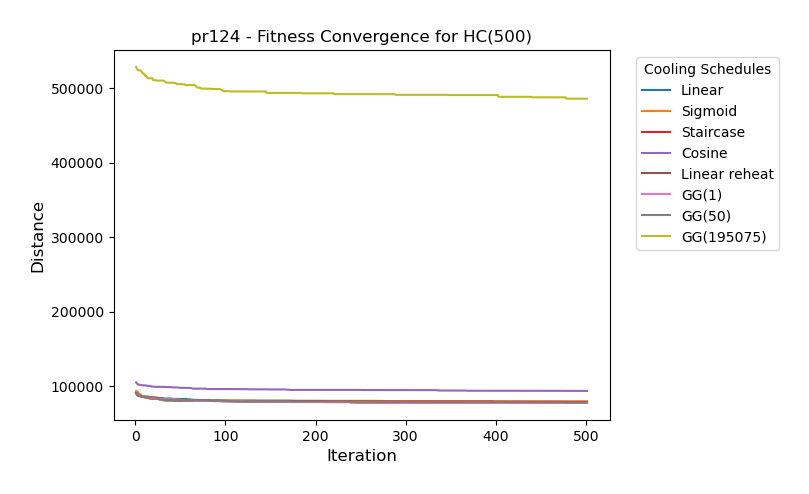 pr124 - Fitness Convergence for HC(500)
Distance
500000
400000
300000
200000
100000
0
100
200
300
400
500
Iteration
Cooling Schedules
Linear
Sigmoid
Staircase
Cosine
Linear reheat
GG(1)
GG(50)
GG(195075)